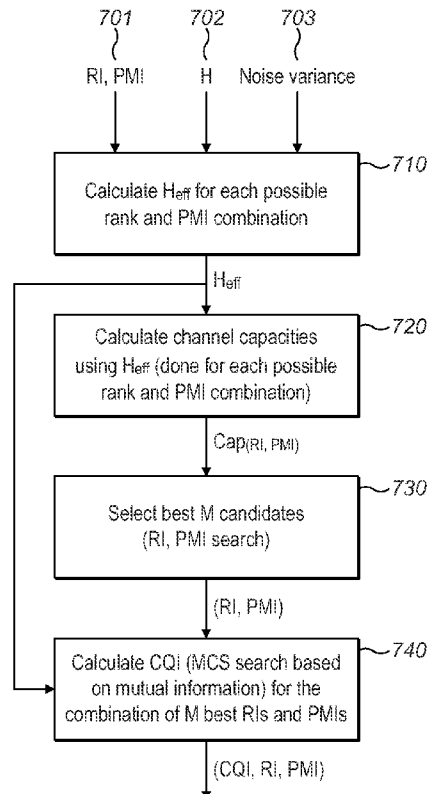 701 702 703
RI, PMI H Noise variance
710
Calculate Heff for each possible
rank and PMI combination
Heff
720
Calculate channel capacities
using Heff (done for each possible
rank and PMI combination)
Cap(RI, PMI)
730
Select best M candidates
(RI, PMI search)
(RI, PMI)
740
Calculate CQI (MCS search based
on mutual information) for the
combination of M best RIs and PMIs
(CQI, RI, PMI)